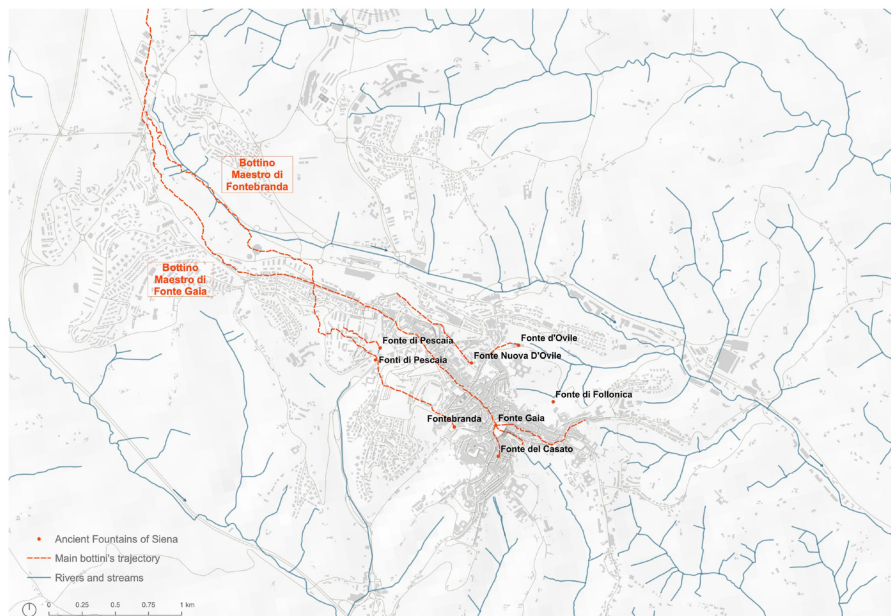 Bottino
Maestro di
Fontebranda
Bottino
Maestro di
Fonte Gaia
Fonte di Pescaia
Fonte d'Ovile
Fonti di Pescaia
Fonte Nuova D'Ovile
Fonte di Follonica
Fontebranda
Fonte Gaia
Fonte del Casato
Ancient Fountains of Siena
Main bottini's trajectory
Rivers and streams
0 0.25 0.5 0.75 1 km